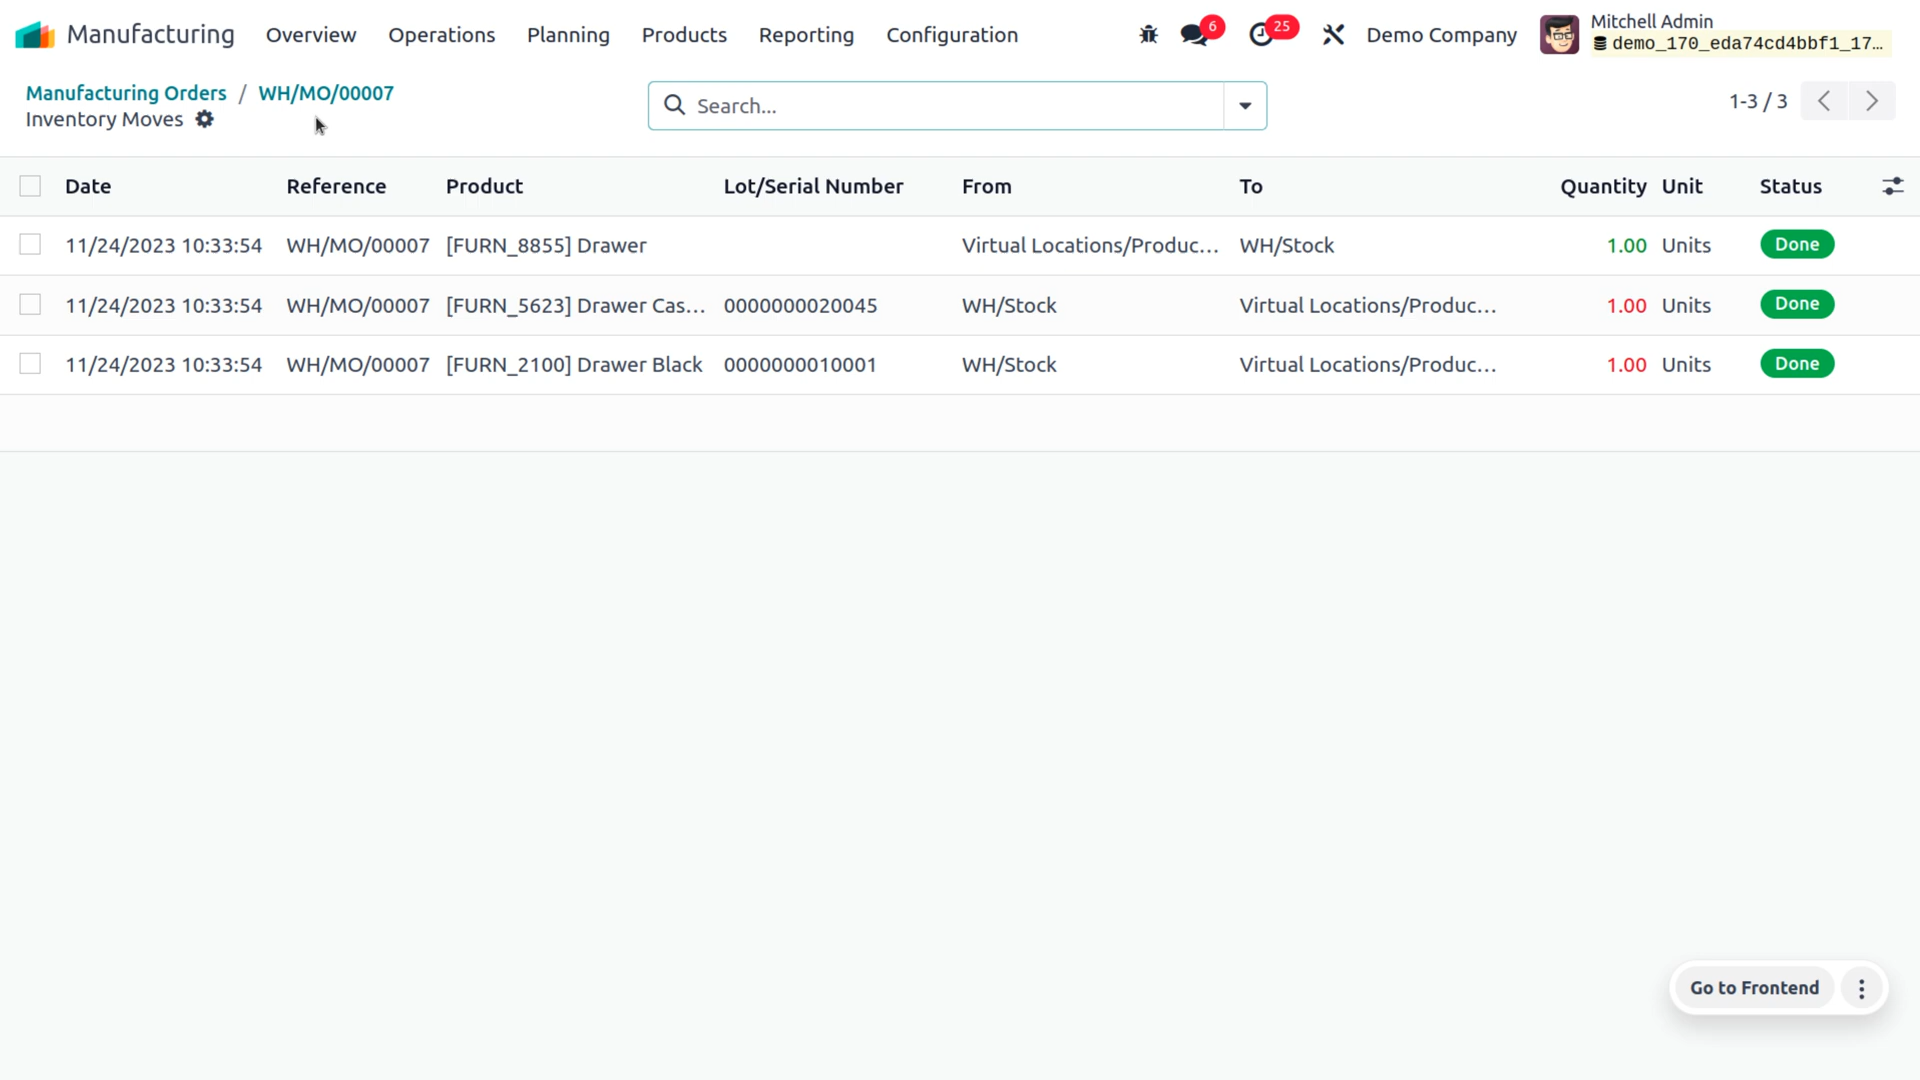 Manufacturing Overview Operations Planning Products Reporting Configuration 6 25 Demo Company Mitchell Admin
demo_170_eda74cd4bbf1_17...
Manufacturing Orders / WH/MO/00007
Inventory Moves
Search...
1-3 / 3
Date Reference Product Lot/Serial Number From To Quantity Unit Status
11/24/2023 10:33:54 WH/MO/00007 [FURN_8855] Drawer Virtual Locations/Produc... WH/Stock 1.00 Units Done
11/24/2023 10:33:54 WH/MO/00007 [FURN_5623] Drawer Cas... 0000000020045 WH/Stock Virtual Locations/Produc... 1.00 Units Done
11/24/2023 10:33:54 WH/MO/00007 [FURN_2100] Drawer Black 0000000010001 WH/Stock Virtual Locations/Produc... 1.00 Units Done
Go to Frontend